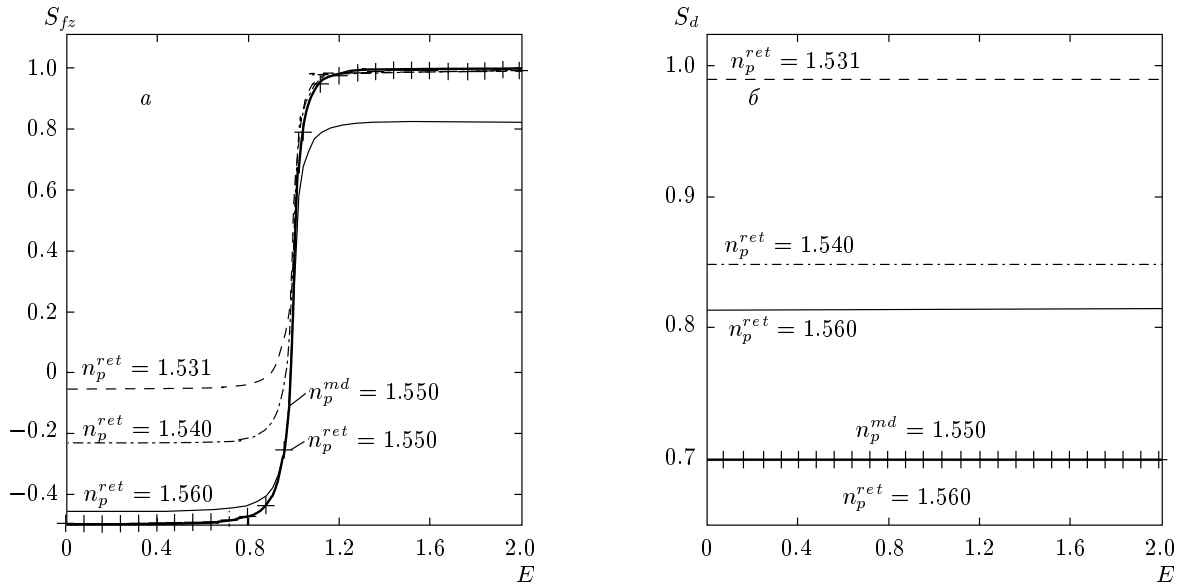 S_{fz}
1.0
0.8
0.6
0.4
0.2
0
−0.2
−0.4
а
n_p^{ret} = 1.531
n_p^{ret} = 1.540
n_p^{ret} = 1.560
n_p^{md} = 1.550
n_p^{ret} = 1.550
0 0.4 0.8 1.2 1.6 2.0
E
S_d
1.0
0.9
0.8
0.7
n_p^{ret} = 1.531
б
n_p^{ret} = 1.540
n_p^{ret} = 1.560
n_p^{md} = 1.550
n_p^{ret} = 1.560
0 0.4 0.8 1.2 1.6 2.0
E